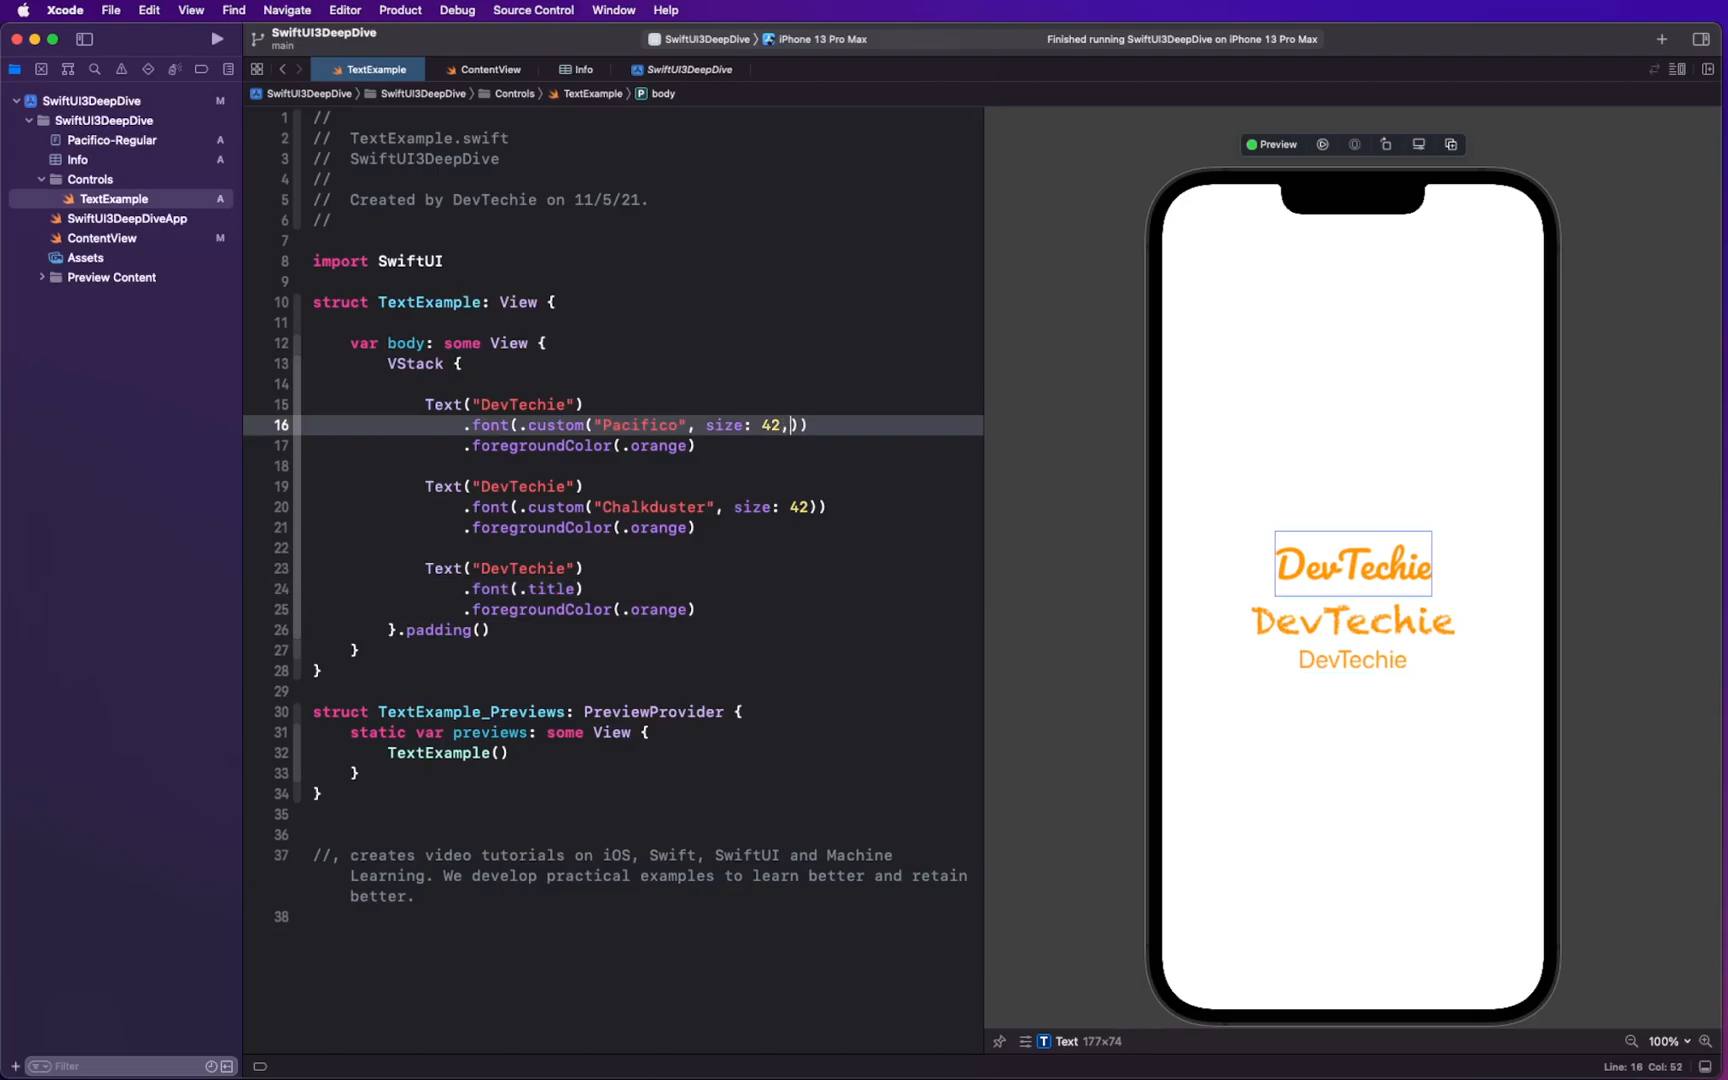 Xcode File Edit View Find Navigate Editor Product Debug Source Control Window Help
SwiftUI3DeepDive
main
SwiftUI3DeepDive 〉 iPhone 13 Pro Max
Finished running SwiftUI3DeepDive on iPhone 13 Pro Max
TextExample ContentView Info SwiftUI3DeepDive
SwiftUI3DeepDive 〉 SwiftUI3DeepDive 〉 Controls 〉 TextExample 〉 P body
SwiftUI3DeepDive M
SwiftUI3DeepDive
Pacifico-Regular A
Info A
Controls
TextExample A
SwiftUI3DeepDiveApp
ContentView M
Assets
Preview Content
Filter
1 //
2 //  TextExample.swift
3 //  SwiftUI3DeepDive
4 //
5 //  Created by DevTechie on 11/5/21.
6 //
7
8 import SwiftUI
9
10 struct TextExample: View {
11
12     var body: some View {
13         VStack {
14
15             Text("DevTechie")
16                 .font(.custom("Pacifico", size: 42,))
17                 .foregroundColor(.orange)
18
19             Text("DevTechie")
20                 .font(.custom("Chalkduster", size: 42))
21                 .foregroundColor(.orange)
22
23             Text("DevTechie")
24                 .font(.title)
25                 .foregroundColor(.orange)
26         }.padding()
27     }
28 }
29
30 struct TextExample_Previews: PreviewProvider {
31     static var previews: some View {
32         TextExample()
33     }
34 }
35
36
37 //, creates video tutorials on iOS, Swift, SwiftUI and Machine
Learning. We develop practical examples to learn better and retain
better.
38
Preview
DevTechie
DevTechie
DevTechie
T Text 177×74
100%
Line: 16 Col: 52